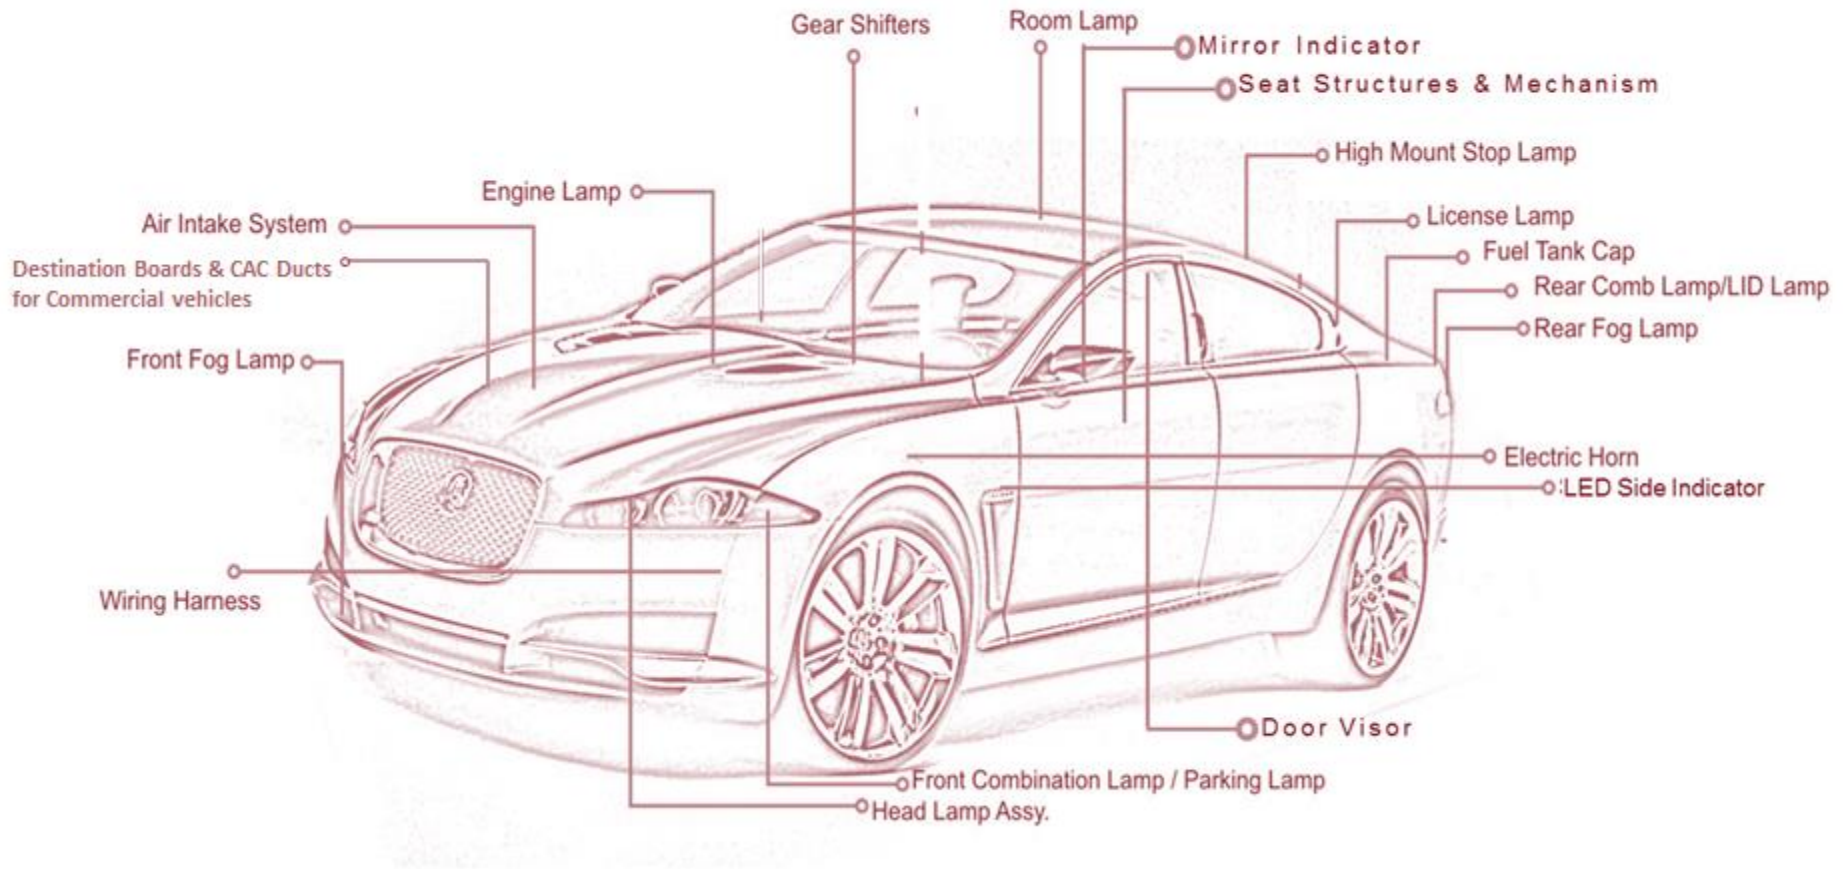 Gear Shifters
Room Lamp
Mirror Indicator
Seat Structures & Mechanism
High Mount Stop Lamp
Engine Lamp
Air Intake System
License Lamp
Fuel Tank Cap
Destination Boards & CAC Ducts
for Commercial vehicles
Rear Comb Lamp/LID Lamp
Rear Fog Lamp
Front Fog Lamp
Electric Horn
:LED Side Indicator
Wiring Harness
Door Visor
Front Combination Lamp / Parking Lamp
Head Lamp Assy.